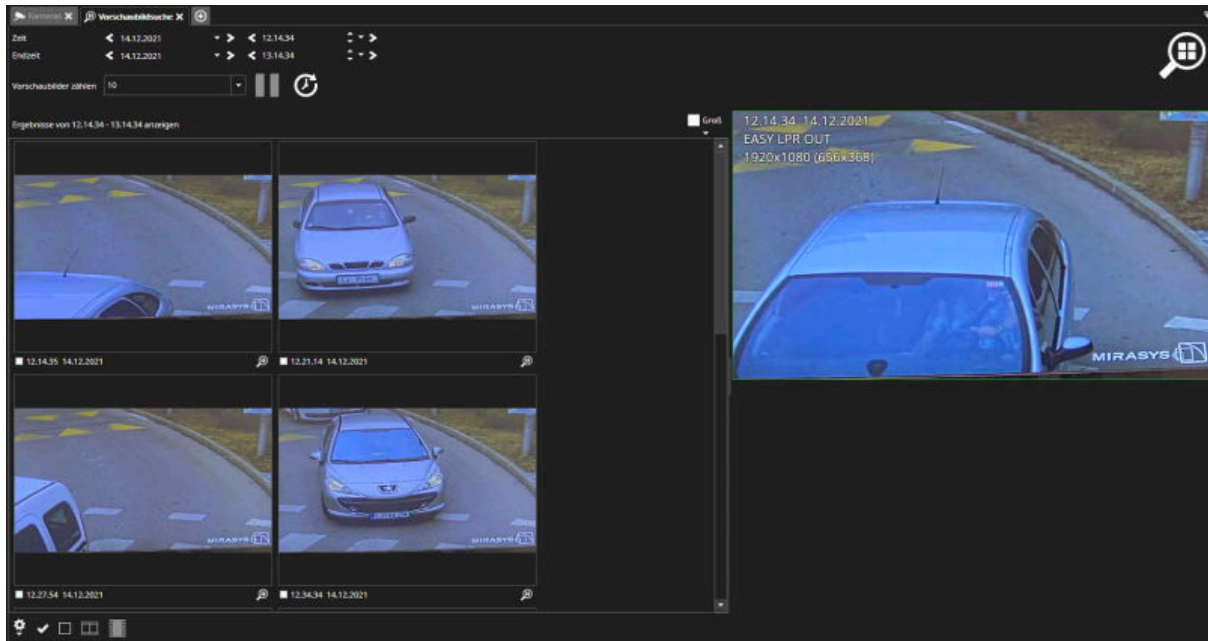 Kameras
Vorschaubildsuche
Zeit
14.12.2021
12.14.34
Endzeit
14.12.2021
13.14.34
Vorschaubilder zählen
10
Ergebnisse von 12.14.34 - 13.14.34 anzeigen
Groß
12.14.34 14.12.2021
EASY LPR OUT
1920x1080 (656x368)
MIRASYS
MIRASYS
MIRASYS
12.14.35 14.12.2021
12.21.14 14.12.2021
MIRASYS
MIRASYS
12.27.54 14.12.2021
12.34.34 14.12.2021